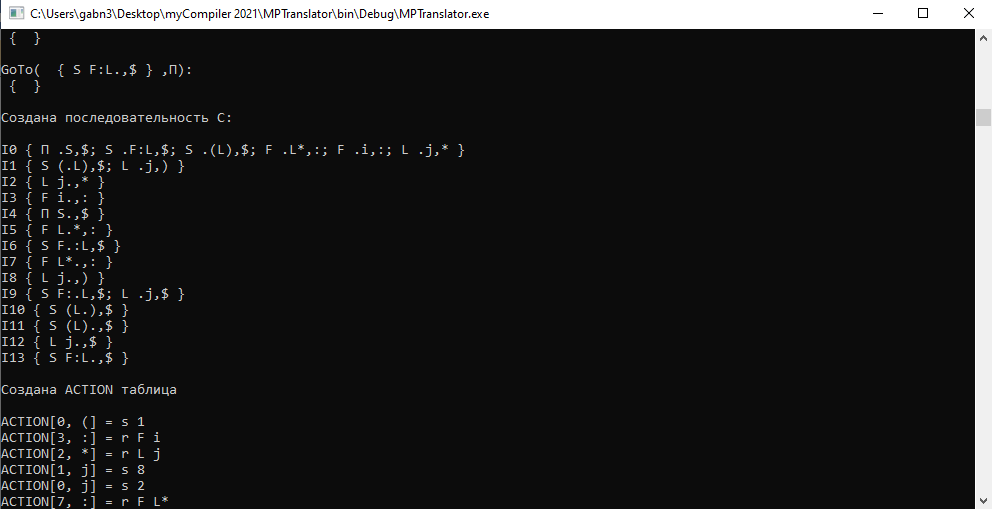 C:\Users\gabn3\Desktop\myCompiler 2021\MPTranslator\bin\Debug\MPTranslator.exe
{ }
GoTo( { S F:L.,$ } ,П):
{ }
Создана последовательность C:
I0 { П .S,$; S .F:L,$; S .(L),$; F .L*,:; F .i,:; L .j,* }
I1 { S (.L),$; L .j,) }
I2 { L j.,* }
I3 { F i.,: }
I4 { П S.,$ }
I5 { F L.*,: }
I6 { S F.:L,$ }
I7 { F L*.,: }
I8 { L j.,) }
I9 { S F:.L,$; L .j,$ }
I10 { S (L.),$ }
I11 { S (L).,$ }
I12 { L j.,$ }
I13 { S F:L.,$ }
Создана ACTION таблица
ACTION[0, (] = s 1
ACTION[3, :] = r F i
ACTION[2, *] = r L j
ACTION[1, j] = s 8
ACTION[0, j] = s 2
ACTION[7, :] = r F L*